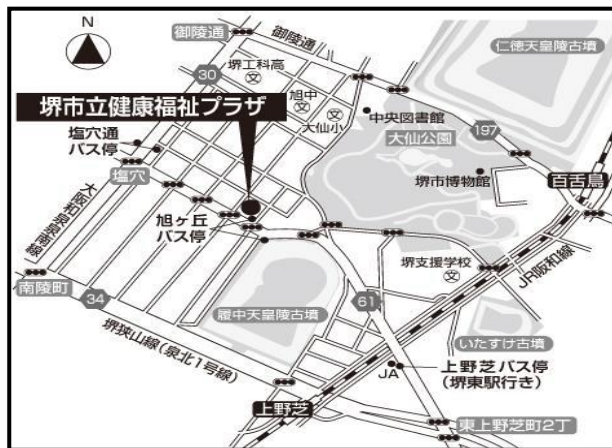 N
御陵通
御陵通
仁徳天皇陵古墳
30
堺工科高
文
堺市立健康福祉プラザ
旭中
文
大仙小
文
中央図書館
大仙公園
197
塩穴通
バス停
塩穴
堺市博物館
百舌鳥
大阪和泉泉南線
旭ヶ丘
バス停
堺支援学校
文
JR阪和線
南陵町
34
履中天皇陵古墳
61
いたすけ古墳
堺狭山線(泉北1号線)
JA
上野芝バス停
(堺東駅行き)
上野芝
東上野芝町2丁